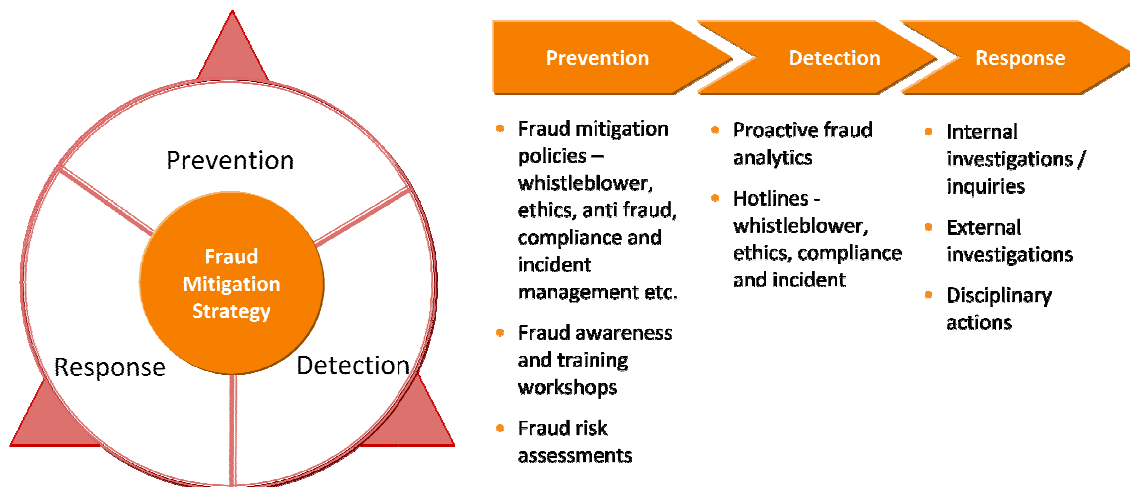 Prevention
Fraud
Mitigation
Strategy
Response
Detection
Prevention
Detection
Response
• Fraud mitigation
policies –
whistleblower,
ethics, anti fraud,
compliance and
incident
management etc.
• Fraud awareness
and training
workshops
• Fraud risk
assessments
• Proactive fraud
analytics
• Hotlines -
whistleblower,
ethics, compliance
and incident
• Internal
investigations /
inquiries
• External
investigations
• Disciplinary
actions